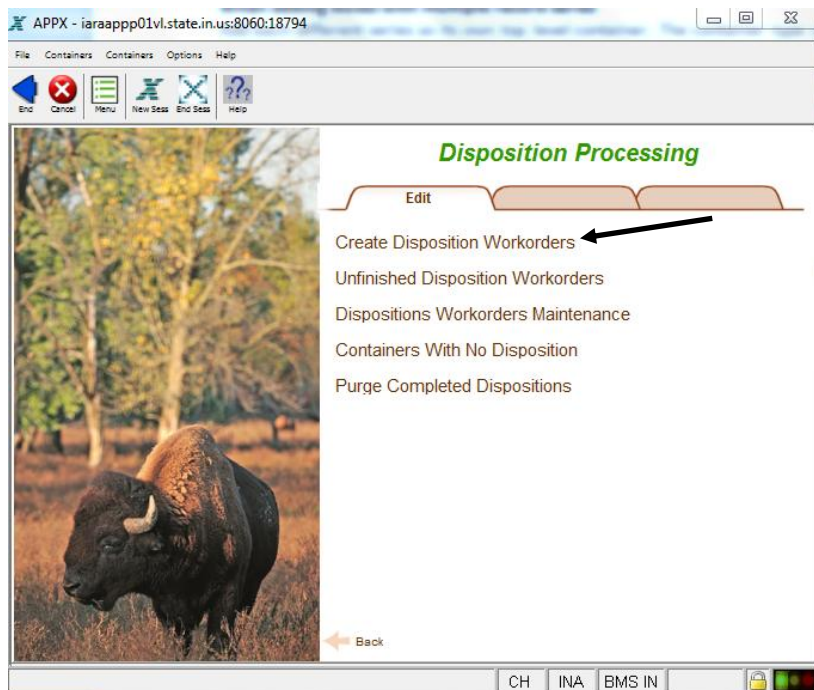 APPX - iaraappp01vl.state.in.us:8060:18794
File Containers Containers Options Help
End Cancel Menu New Sess End Sess Help
Disposition Processing
Edit
Create Disposition Workorders
Unfinished Disposition Workorders
Dispositions Workorders Maintenance
Containers With No Disposition
Purge Completed Dispositions
Back
CH INA BMS IN